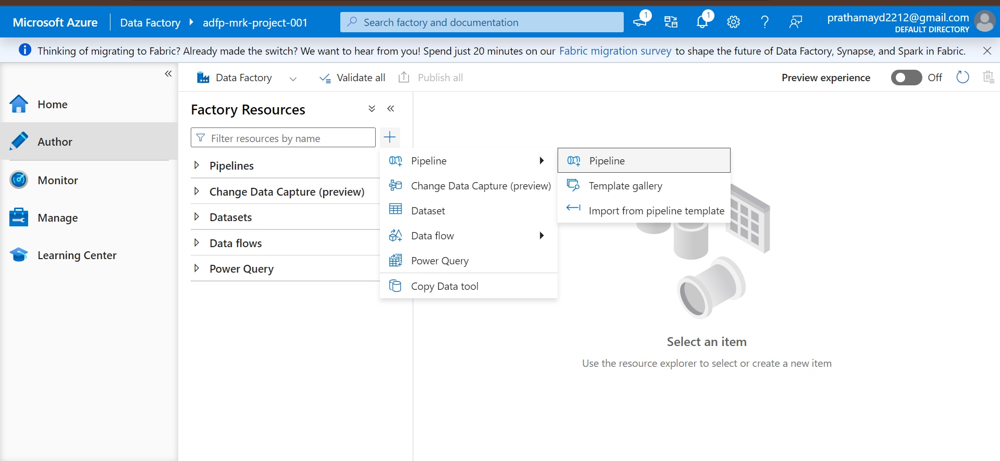 Microsoft Azure
Data Factory
adfp-mrk-project-001
Search factory and documentation
1
1
prathamayd2212@gmail.com
DEFAULT DIRECTORY
Thinking of migrating to Fabric? Already made the switch? We want to hear from you! Spend just 20 minutes on our Fabric migration survey to shape the future of Data Factory, Synapse, and Spark in Fabric.
Home
Author
Monitor
Manage
Learning Center
Data Factory
Validate all
Publish all
Preview experience
Off
Factory Resources
Filter resources by name
Pipelines
Change Data Capture (preview)
Datasets
Data flows
Power Query
Pipeline
Change Data Capture (preview)
Dataset
Data flow
Power Query
Copy Data tool
Pipeline
Template gallery
Import from pipeline template
Select an item
Use the resource explorer to select or create a new item